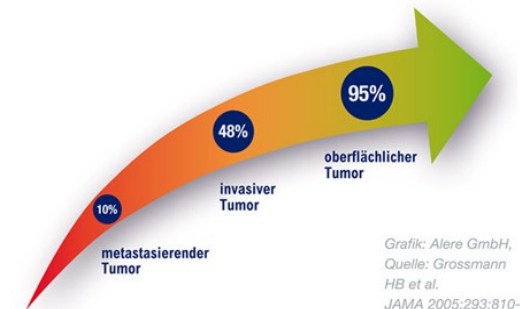 95%
48%
oberflächlicher
Tumor
invasiver
Tumor
10%
metastasierender
Tumor
Grafik: Alere GmbH,
Quelle: Grossmann
HB et al.
JAMA 2005;293:810-